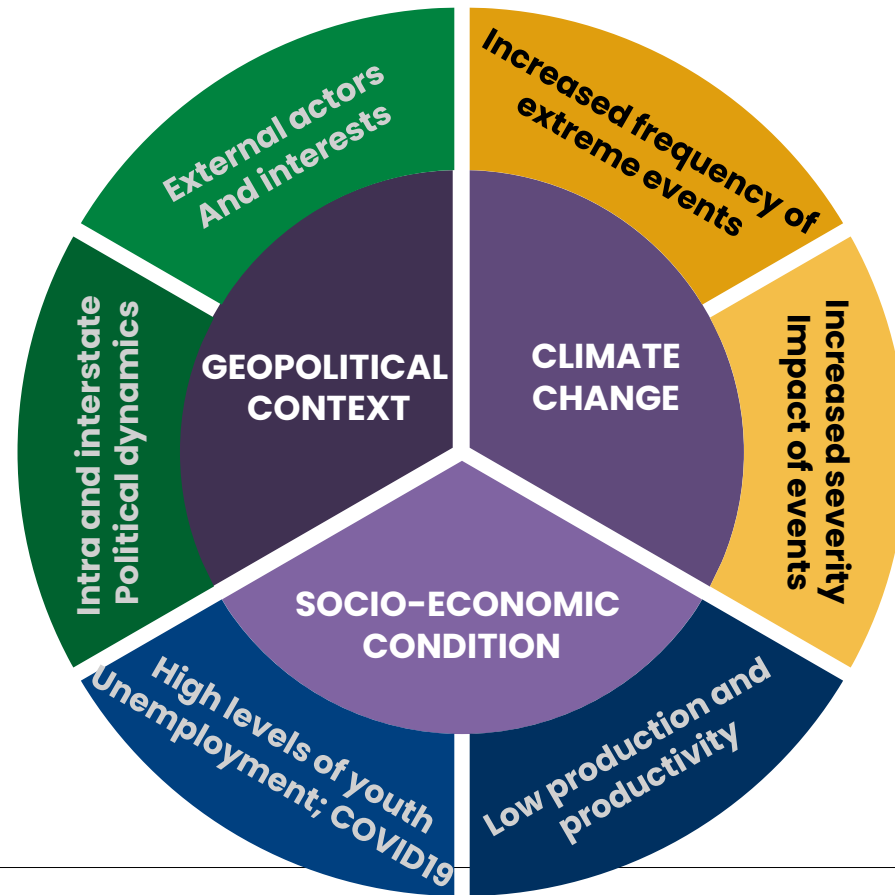 External actors
And interests
Increased frequency of
extreme events
Intra and interstate
Political dynamics
GEOPOLITICAL
CONTEXT
CLIMATE
CHANGE
Increased severity
Impact of events
SOCIO-ECONOMIC
CONDITION
High levels of youth
Unemployment; COVID19
Low production and
productivity